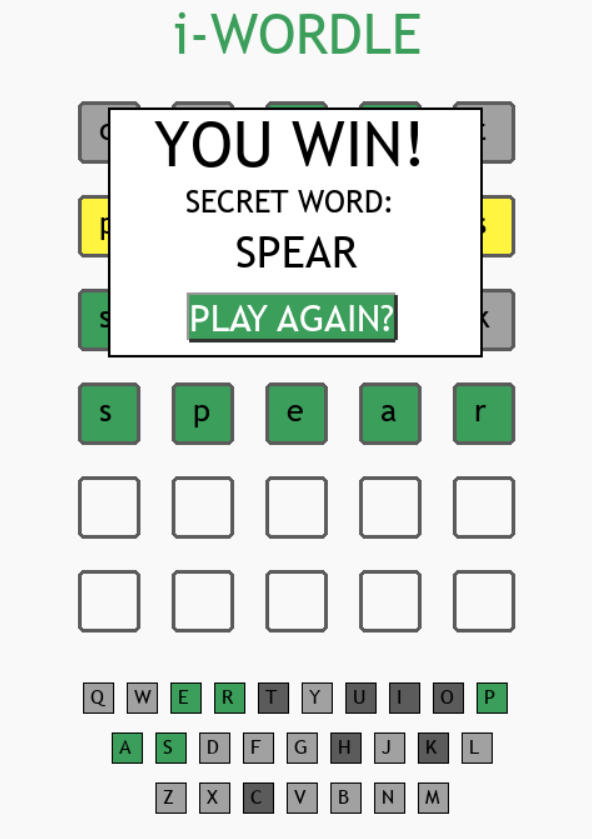 i-WORDLE
YOU WIN!
SECRET WORD:
SPEAR
PLAY AGAIN?
p s
s k
s p e a r
Q W E R T Y U I O P
A S D F G H J K L
Z X C V B N M